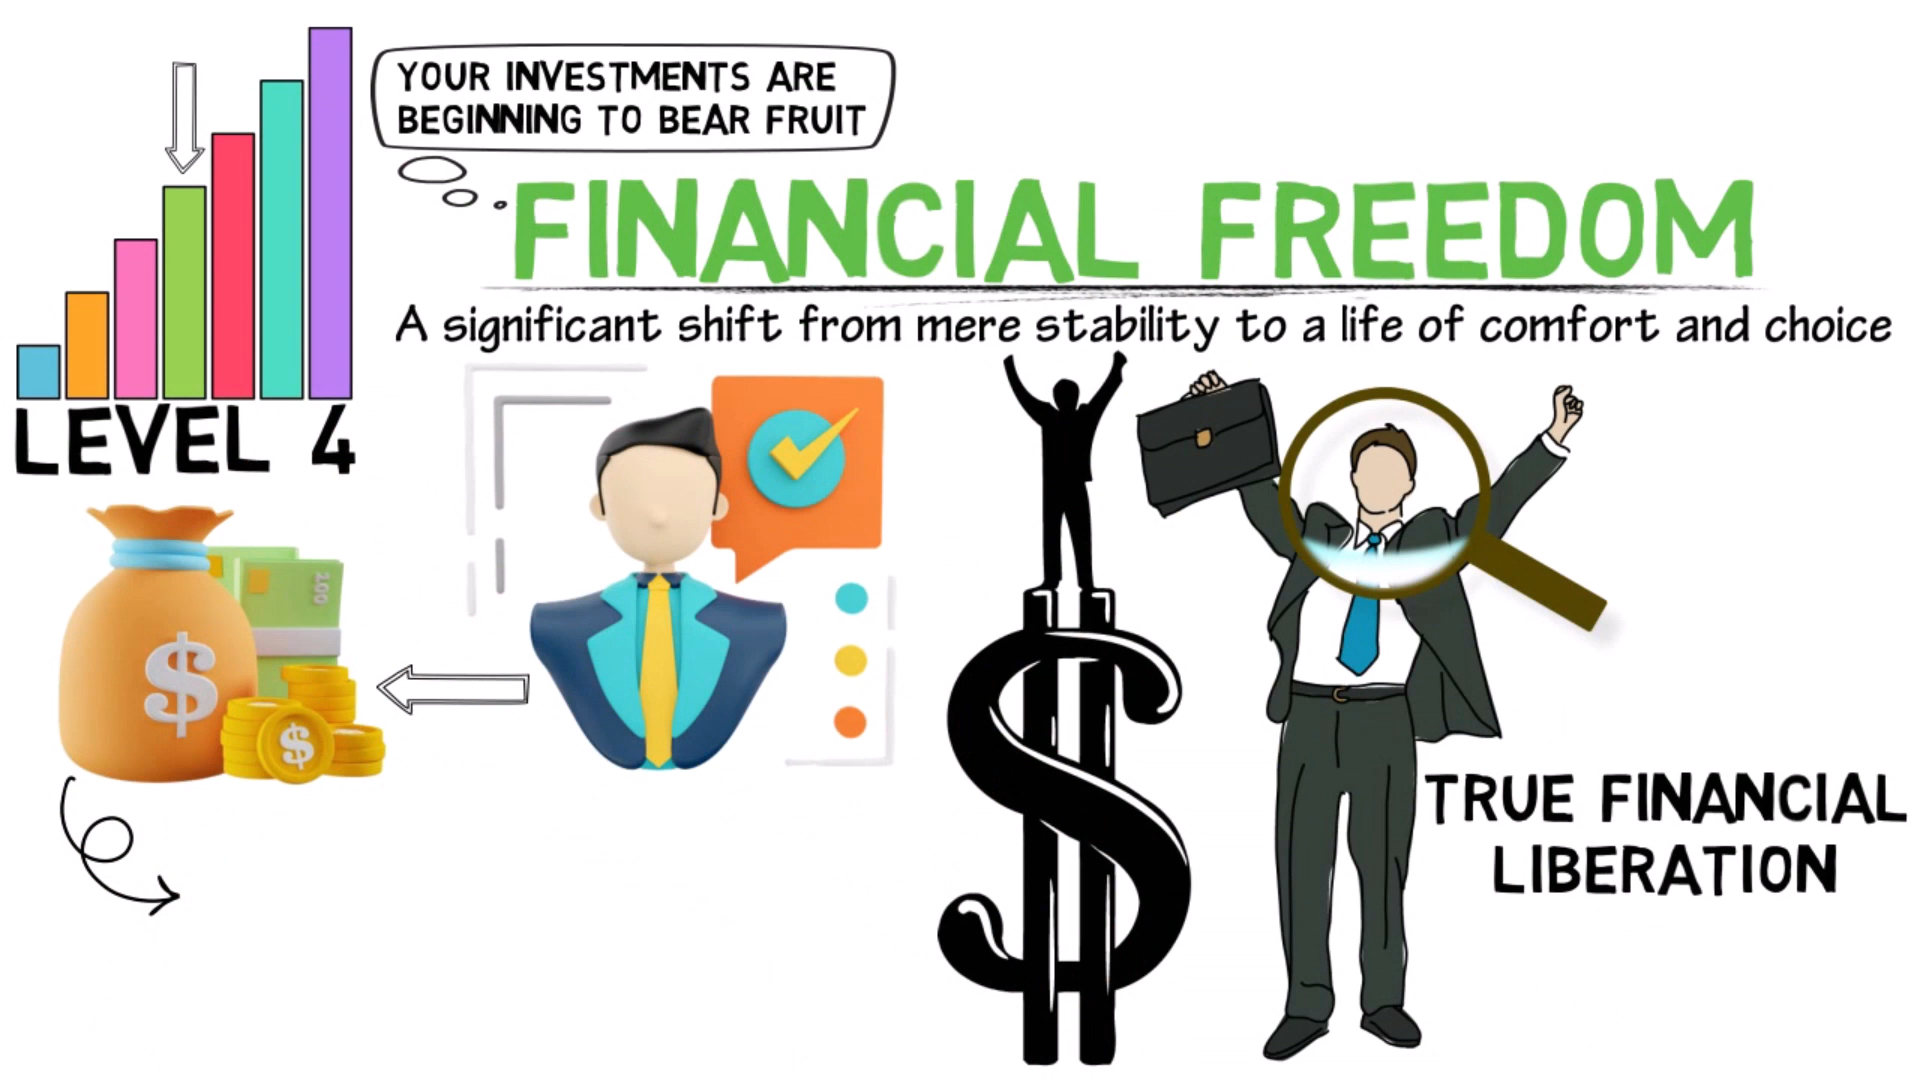 YOUR INVESTMENTS ARE
BEGINNING TO BEAR FRUIT
FINANCIAL FREEDOM
A significant shift from mere stability to a life of comfort and choice
LEVEL 4
100
$
$
$
TRUE FINANCIAL
LIBERATION